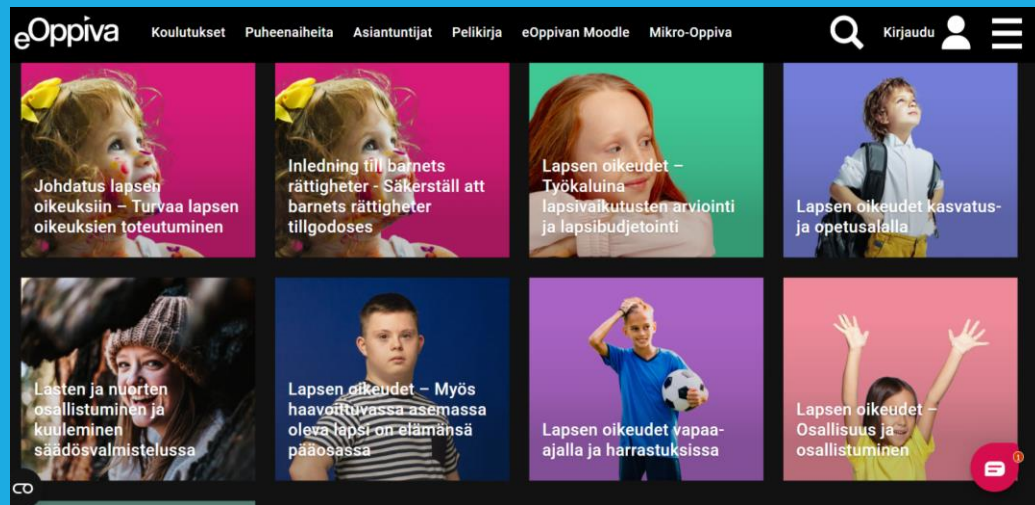 eOppiva
Koulutukset Puheenaiheita Asiantuntijat Pelikirja eOppivan Moodle Mikro-Oppiva Kirjaudu
Johdatus lapsen
oikeuksiin – Turvaa lapsen
oikeuksien toteutuminen
Inledning till barnets
rättigheter - Säkerställ att
barnets rättigheter
tillgodoses
Lapsen oikeudet –
Työkaluina
lapsivaikutusten arviointi
ja lapsibudjetointi
Lapsen oikeudet kasvatus-
ja opetusalalla
Lasten ja nuorten
osallistuminen ja
kuuleminen
säädösvalmistelussa
Lapsen oikeudet – Myös
haavoittuvassa asemassa
oleva lapsi on elämänsä
pääosassa
Lapsen oikeudet vapaa-
ajalla ja harrastuksissa
Lapsen oikeudet –
Osallisuus ja
osallistuminen
1